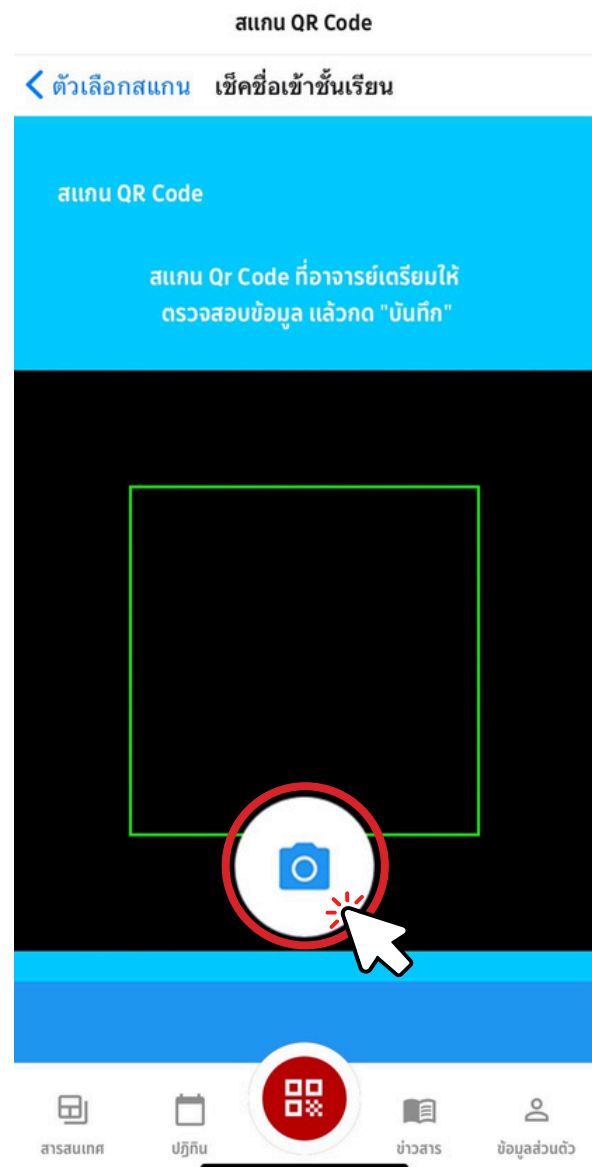 สแกน QR Code
ตัวเลือกสแกน เช็คชื่อเข้าชั้นเรียน
สแกน QR Code
สแกน Qr Code ที่อาจารย์เตรียมให้
ตรวจสอบข้อมูล แล้วกด "บันทึก"
สารสนเทศ ปฏิทิน ข่าวสาร ข้อมูลส่วนตัว